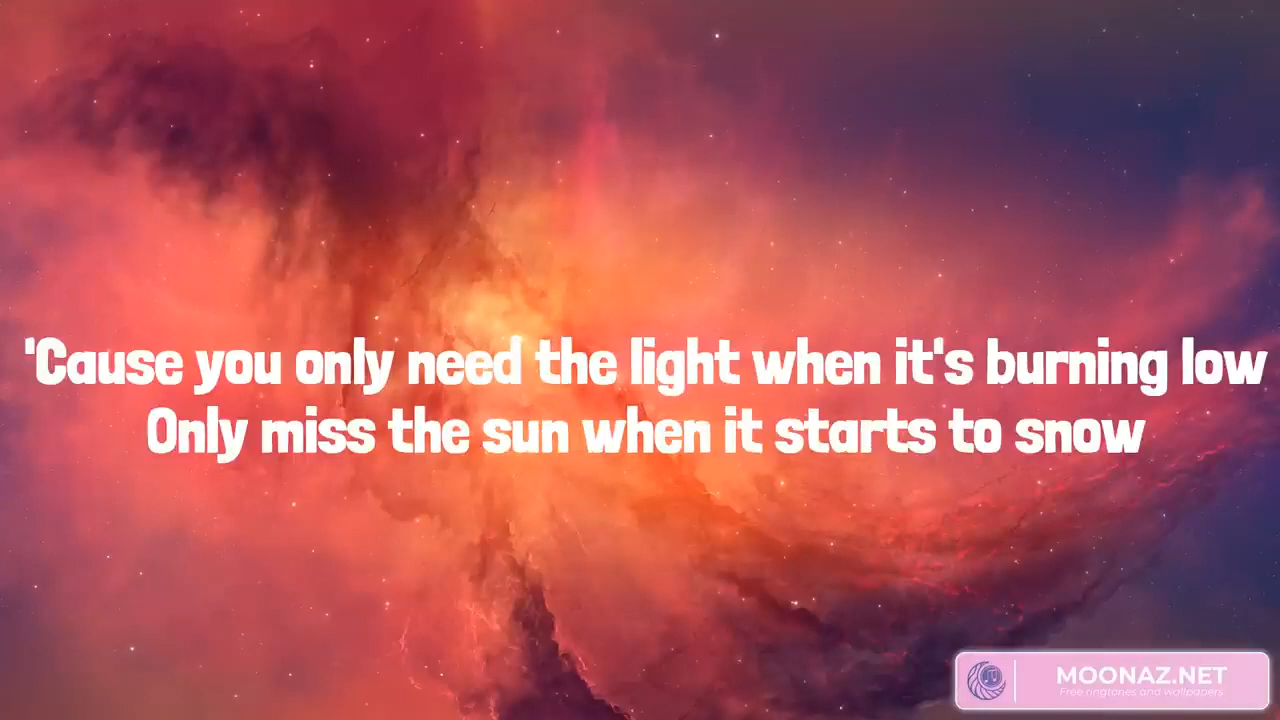 'Cause you only need the light when it's burning low
Only miss the sun when it starts to snow
MOONAZ.NET
Free ringtones and wallpapers